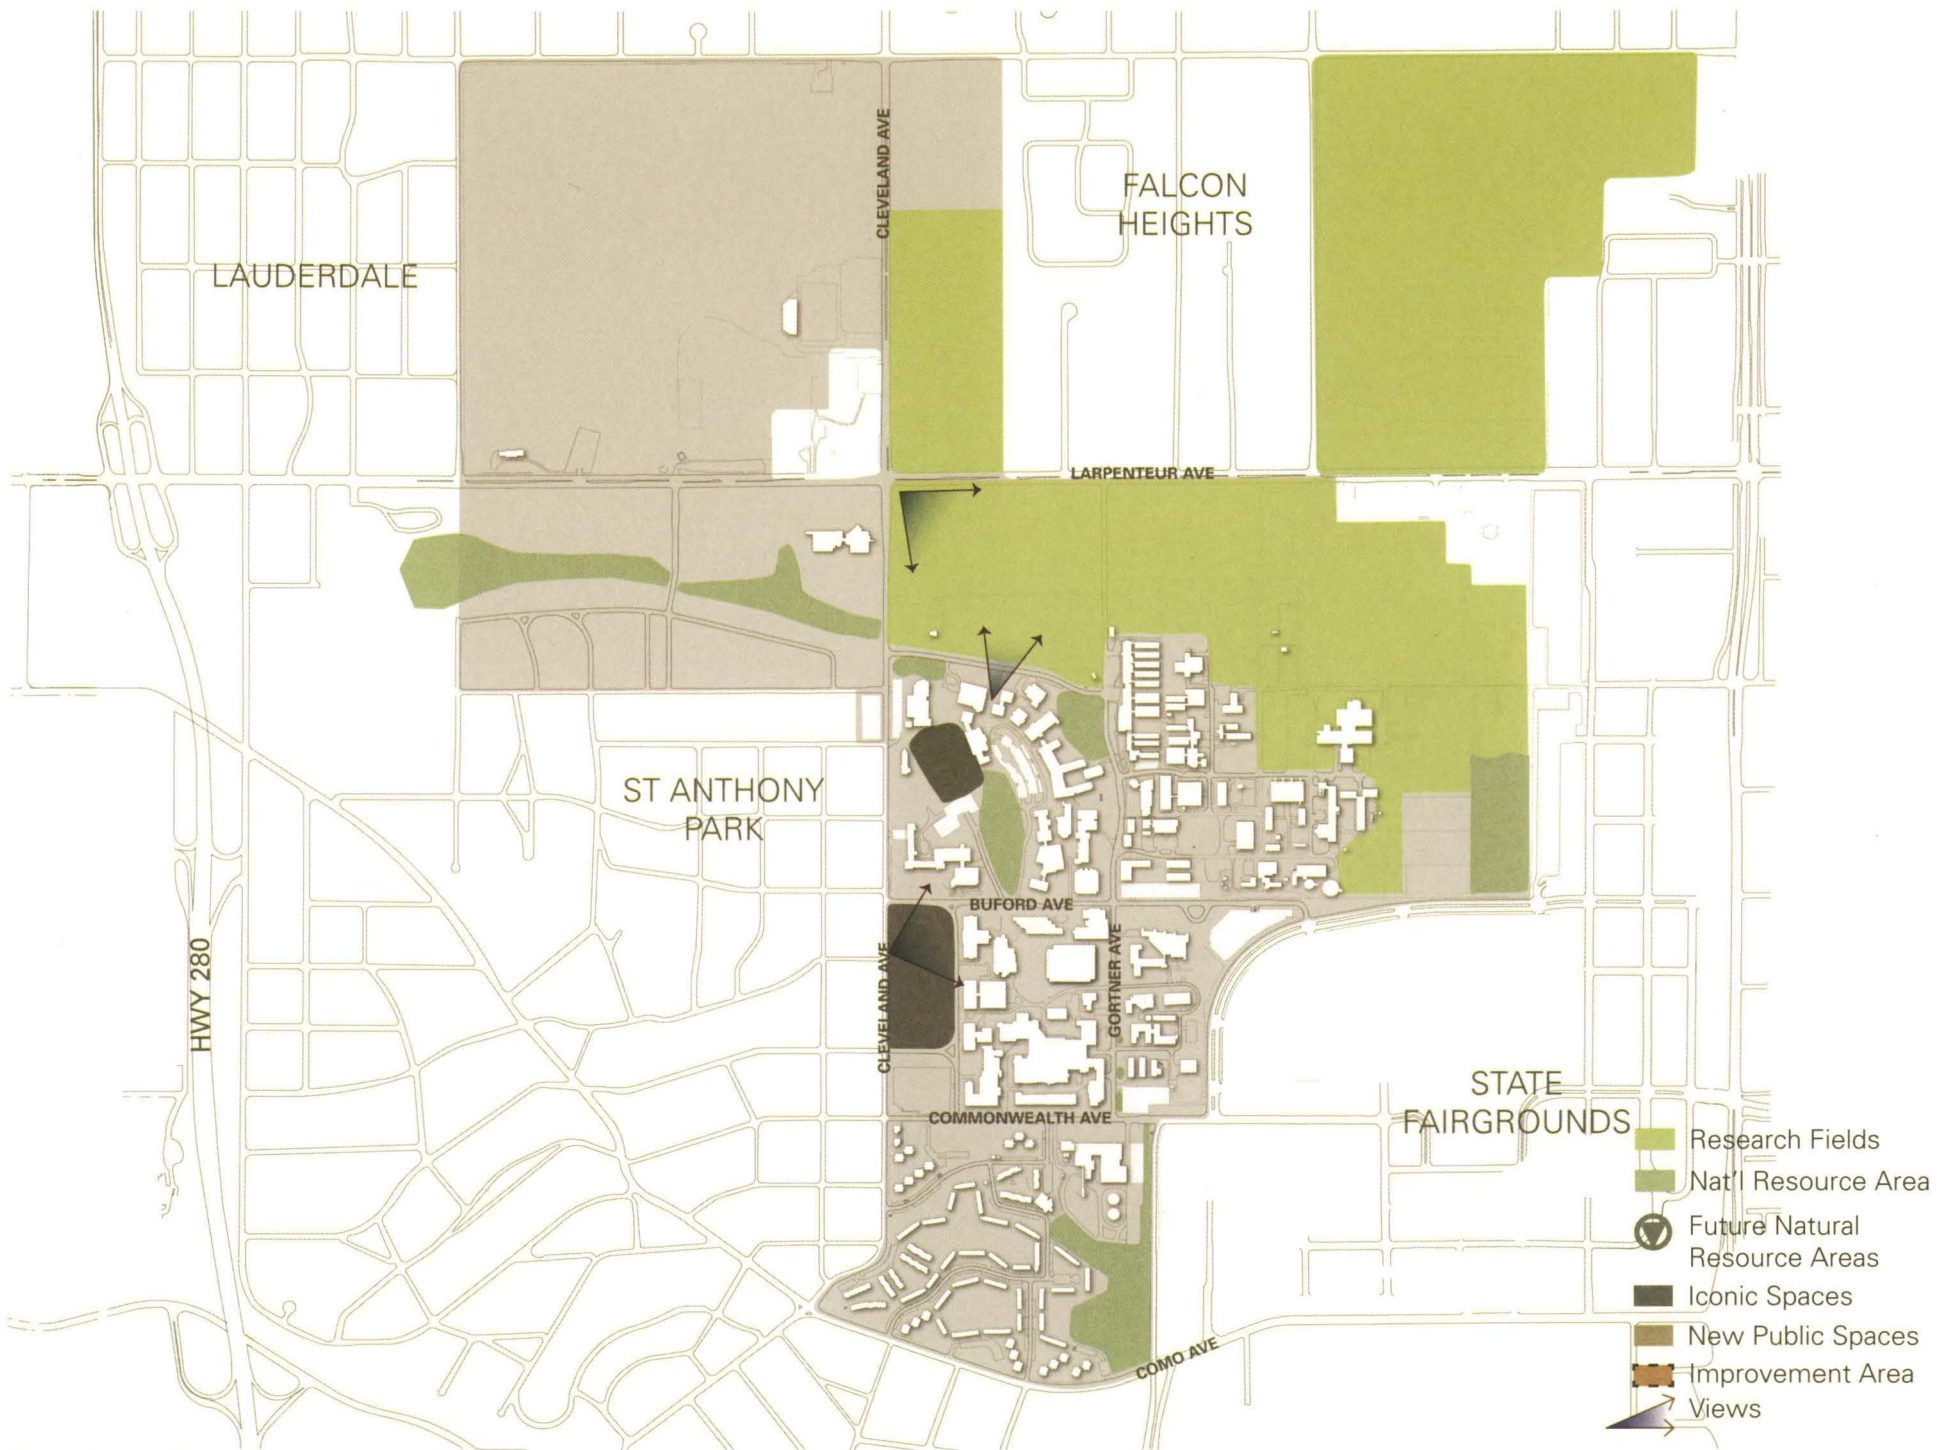 CLEVELAND AVE
FALCON
HEIGHTS
LAUDERDALE
LARPENTEUR AVE
ST ANTHONY
PARK
BUFORD AVE
HWY 280
CLEVELAND AVE
GORTNER AVE
STATE
FAIRGROUNDS
COMMONWEALTH AVE
COMO AVE
Research Fields
Nat'l Resource Area
Future Natural
Resource Areas
Iconic Spaces
New Public Spaces
Improvement Area
Views